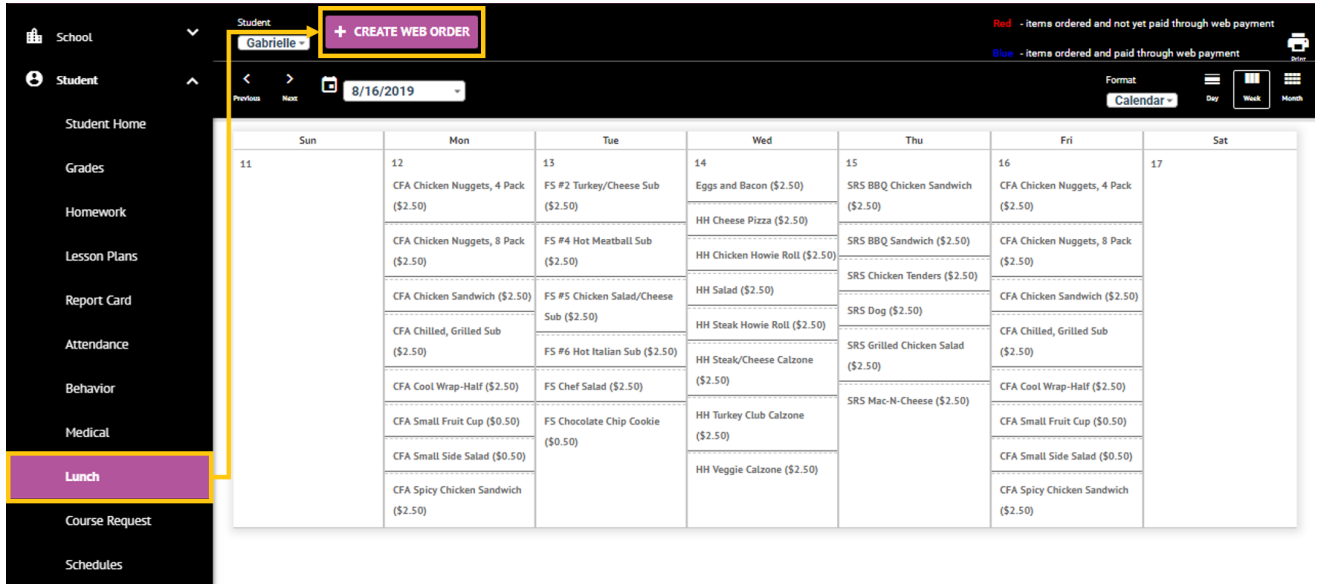 School
Student
Student Home
Grades
Homework
Lesson Plans
Report Card
Attendance
Behavior
Medical
Lunch
Course Request
Schedules
Student
Gabrielle
+ CREATE WEB ORDER
Red - items ordered and not yet paid through web payment
Blue - items ordered and paid through web payment
Print
Previous
Next
8/16/2019
Format
Calendar
Day
Week
Month
Sun
Mon
Tue
Wed
Thu
Fri
Sat
11
12
CFA Chicken Nuggets, 4 Pack
($2.50)
CFA Chicken Nuggets, 8 Pack
($2.50)
CFA Chicken Sandwich ($2.50)
CFA Chilled, Grilled Sub
($2.50)
CFA Cool Wrap-Half ($2.50)
CFA Small Fruit Cup ($0.50)
CFA Small Side Salad ($0.50)
CFA Spicy Chicken Sandwich
($2.50)
13
FS #2 Turkey/Cheese Sub
($2.50)
FS #4 Hot Meatball Sub
($2.50)
FS #5 Chicken Salad/Cheese
Sub ($2.50)
FS #6 Hot Italian Sub ($2.50)
FS Chef Salad ($2.50)
FS Chocolate Chip Cookie
($0.50)
14
Eggs and Bacon ($2.50)
HH Cheese Pizza ($2.50)
HH Chicken Howie Roll ($2.50)
HH Salad ($2.50)
HH Steak Howie Roll ($2.50)
HH Steak/Cheese Calzone
($2.50)
HH Turkey Club Calzone
($2.50)
HH Veggie Calzone ($2.50)
15
SRS BBQ Chicken Sandwich
($2.50)
SRS BBQ Sandwich ($2.50)
SRS Chicken Tenders ($2.50)
SRS Dog ($2.50)
SRS Grilled Chicken Salad
($2.50)
SRS Mac-N-Cheese ($2.50)
16
CFA Chicken Nuggets, 4 Pack
($2.50)
CFA Chicken Nuggets, 8 Pack
($2.50)
CFA Chicken Sandwich ($2.50)
CFA Chilled, Grilled Sub
($2.50)
CFA Cool Wrap-Half ($2.50)
CFA Small Fruit Cup ($0.50)
CFA Small Side Salad ($0.50)
CFA Spicy Chicken Sandwich
($2.50)
17